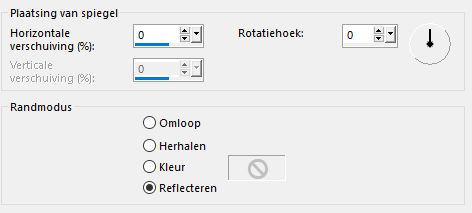 Plaatsing van spiegel
Horizontale verschuiving (%): 0
Rotatiehoek: 0
Verticale verschuiving (%): 0
Randmodus
Omloop
Herhalen
Kleur
Reflecteren